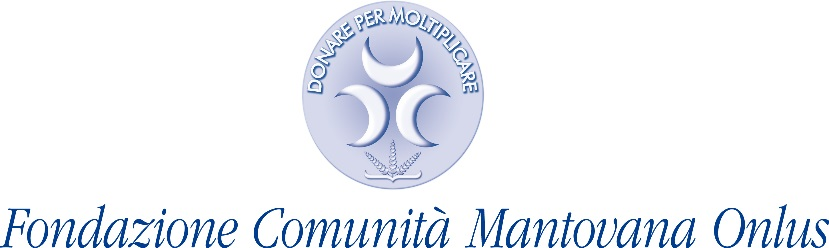 DONARE PER MOLTIPLICARE
Fondazione Comunità Mantovana Onlus